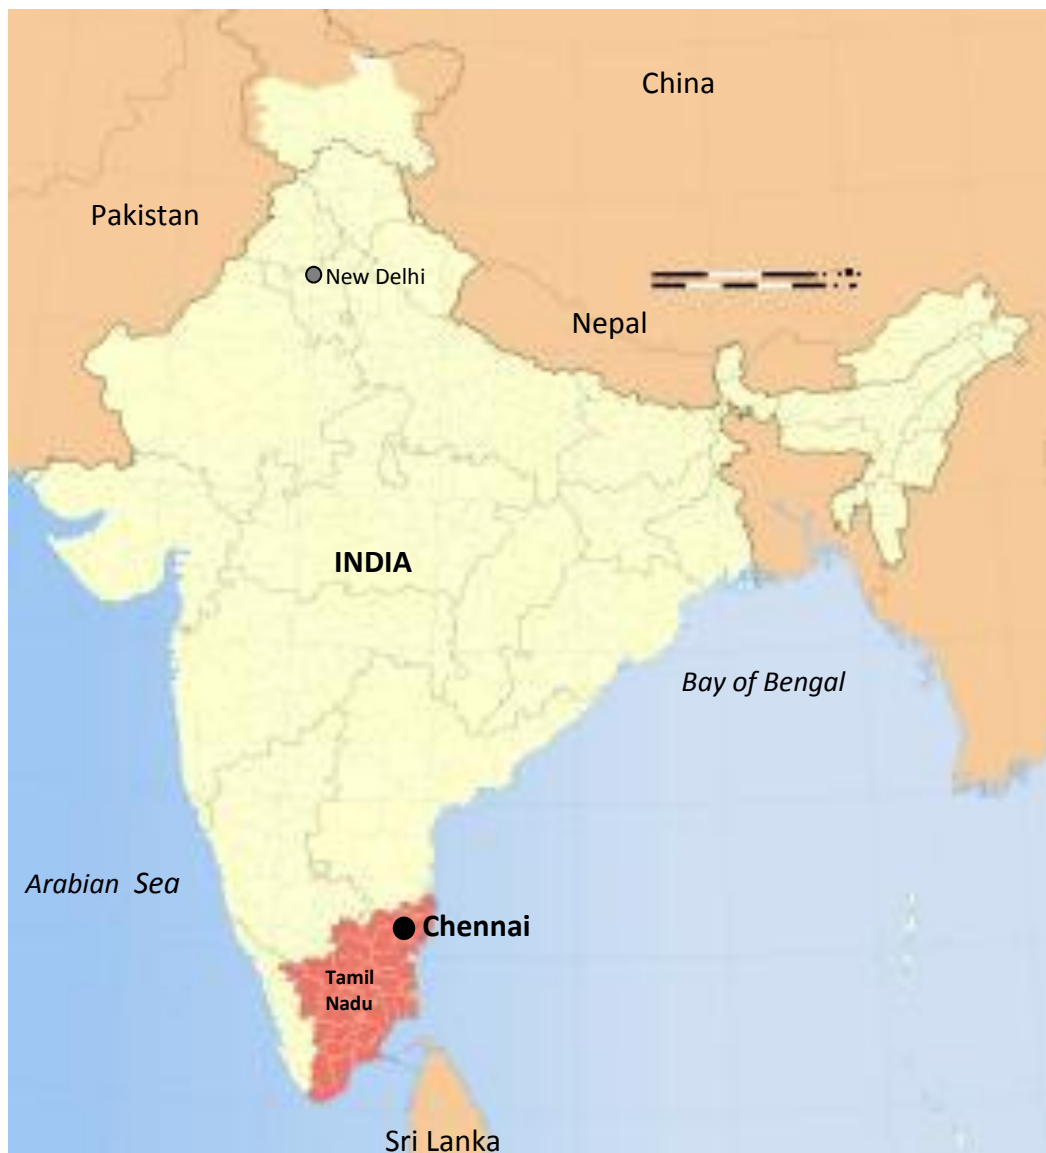 China
Pakistan
New Delhi
Nepal
INDIA
Bay of Bengal
Arabian Sea
Chennai
Tamil
Nadu
Sri Lanka